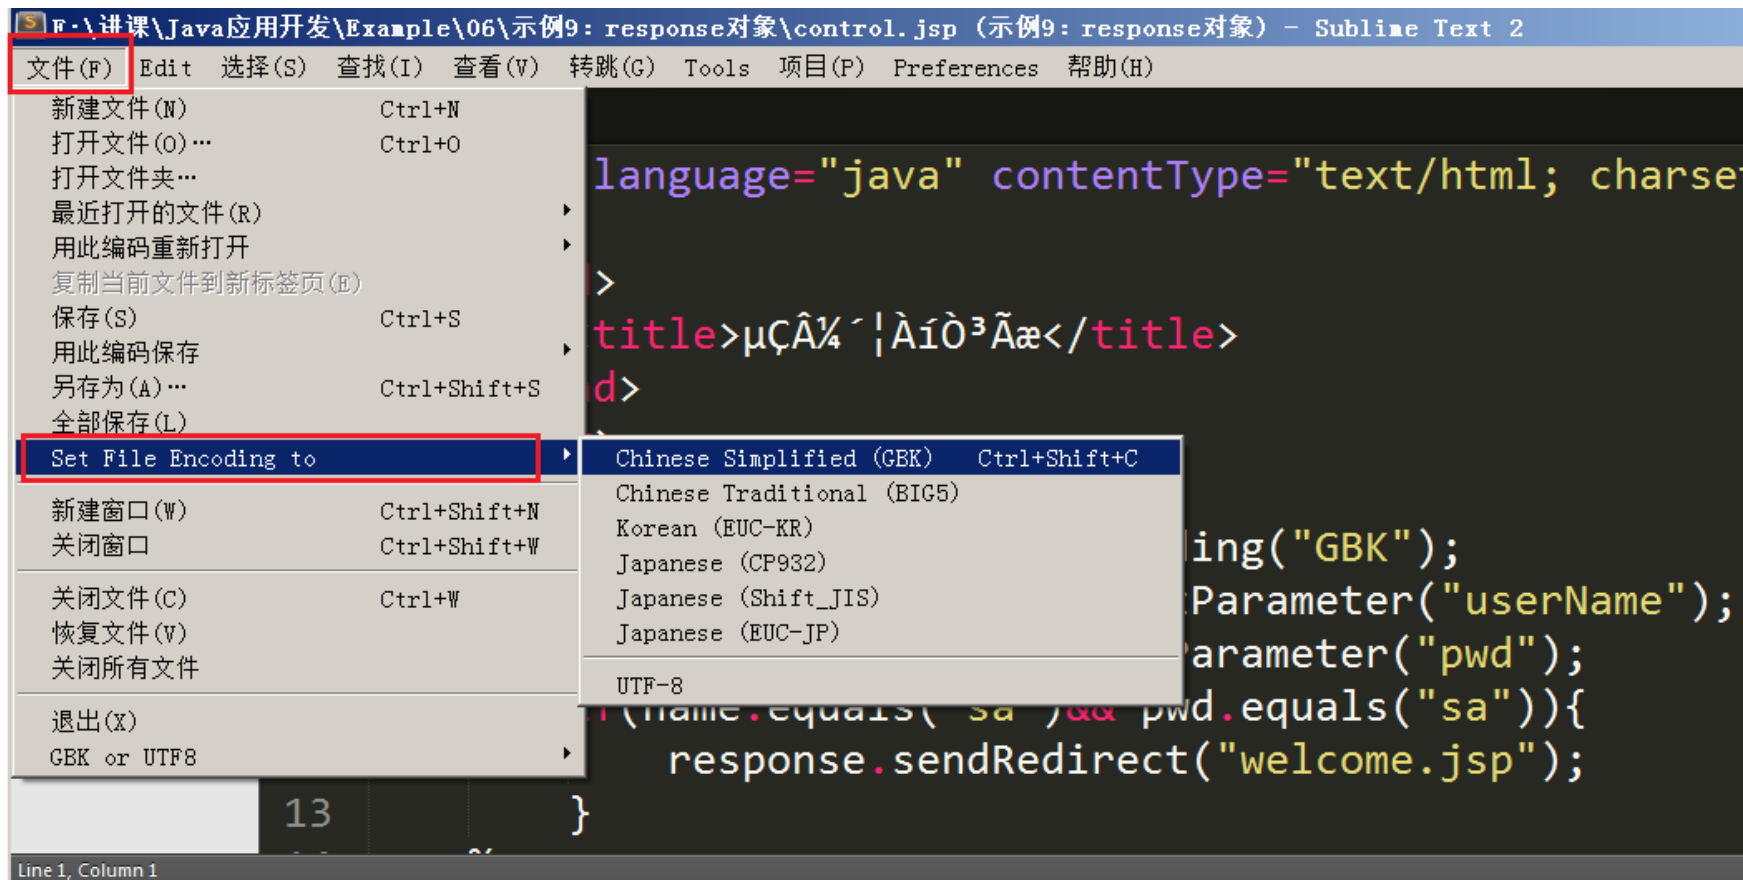 E:\讲课\Java应用开发\Example\06\示例9：response对象\control.jsp (示例9：response对象) - Sublime Text 2
文件(F) Edit 选择(S) 查找(I) 查看(V) 转跳(G) Tools 项目(P) Preferences 帮助(H)
新建文件(N) Ctrl+N
打开文件(O)… Ctrl+O
打开文件夹…
最近打开的文件(R)
用此编码重新打开
复制当前文件到新标签页(E)
保存(S) Ctrl+S
用此编码保存
另存为(A)… Ctrl+Shift+S
全部保存(L)
Set File Encoding to
新建窗口(W) Ctrl+Shift+N
关闭窗口 Ctrl+Shift+W
关闭文件(C) Ctrl+W
恢复文件(V)
关闭所有文件
退出(X)
GBK or UTF8
Chinese Simplified (GBK) Ctrl+Shift+C
Chinese Traditional (BIG5)
Korean (EUC-KR)
Japanese (CP932)
Japanese (Shift_JIS)
Japanese (EUC-JP)
UTF-8
language="java" contentType="text/html; charse
>
title>µÇÂ¼´¦ÀíÒ³Ãæ</title>
d>
ing("GBK");
Parameter("userName");
arameter("pwd");
(name.equals("sa")&& pwd.equals("sa")){
response.sendRedirect("welcome.jsp");
13 }
Line 1, Column 1